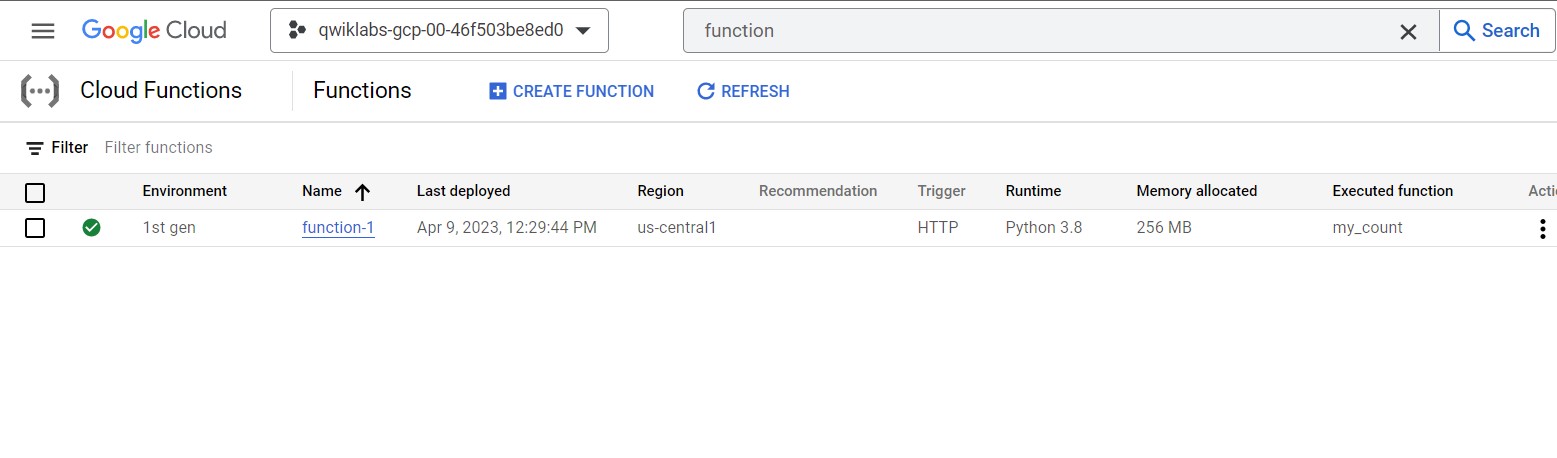 Google Cloud qwiklabs-gcp-00-46f503be8ed0 function Search
Cloud Functions Functions CREATE FUNCTION REFRESH
Filter Filter functions
Environment Name Last deployed Region Recommendation Trigger Runtime Memory allocated Executed function Acti
1st gen function-1 Apr 9, 2023, 12:29:44 PM us-central1 HTTP Python 3.8 256 MB my_count